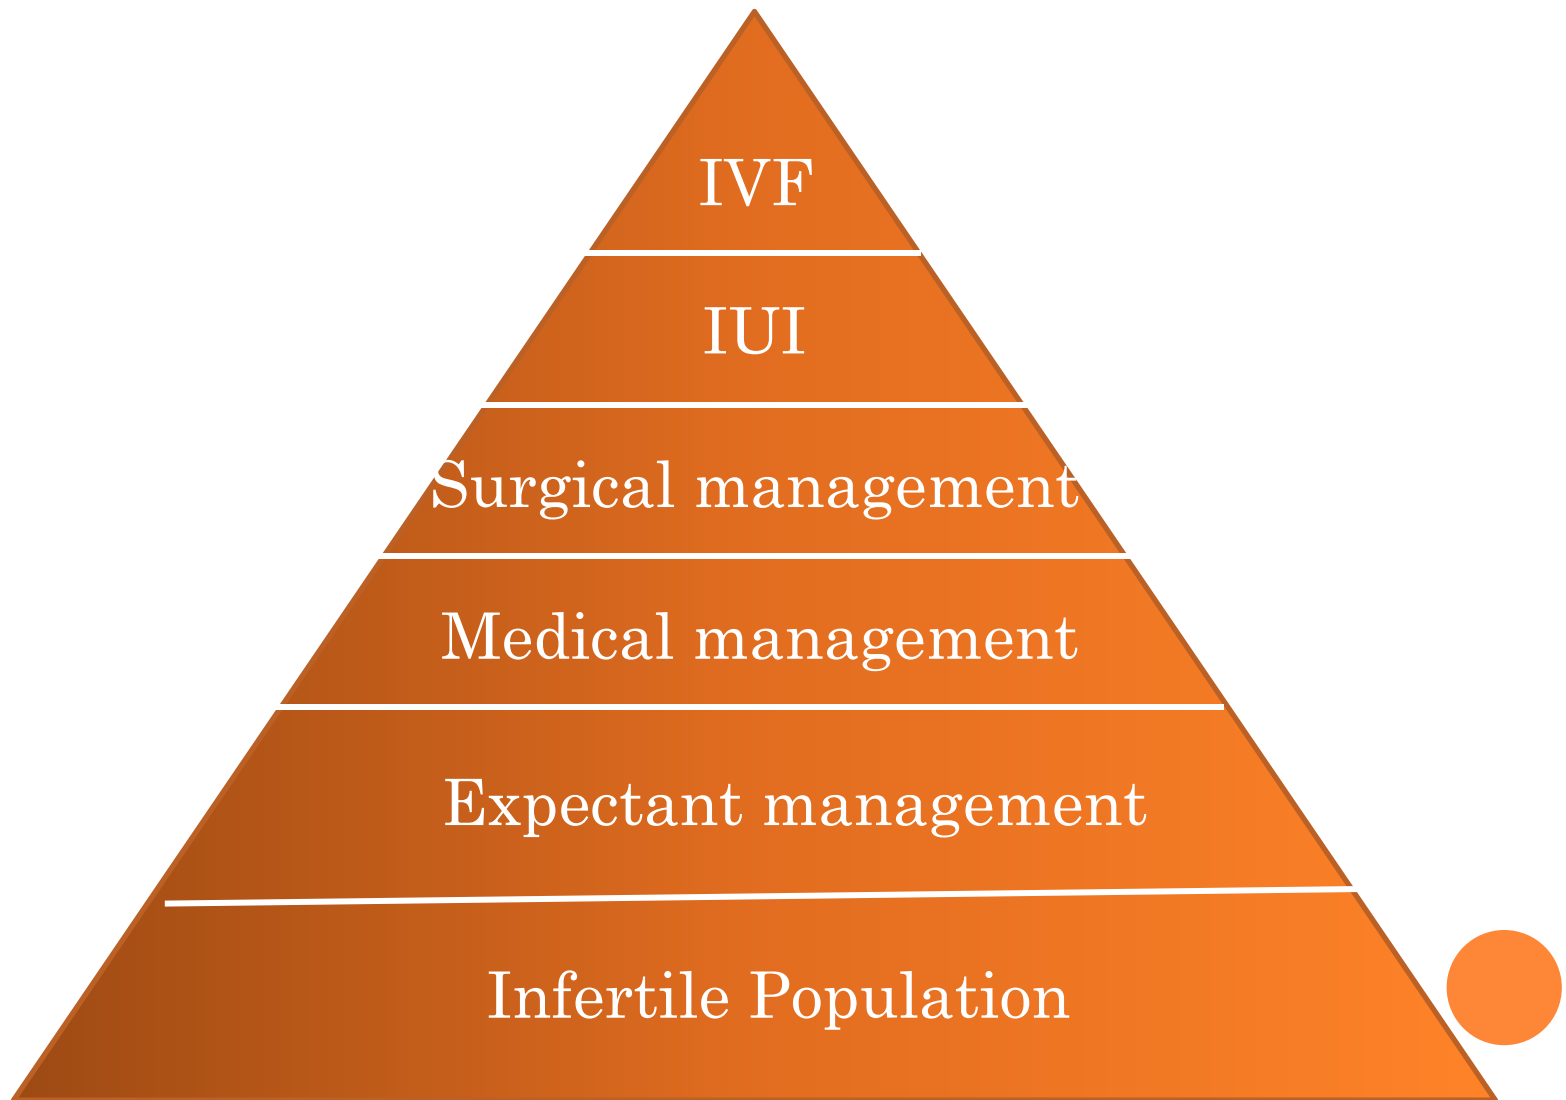 IVF
IUI
Surgical management
Medical management
Expectant management
Infertile Population